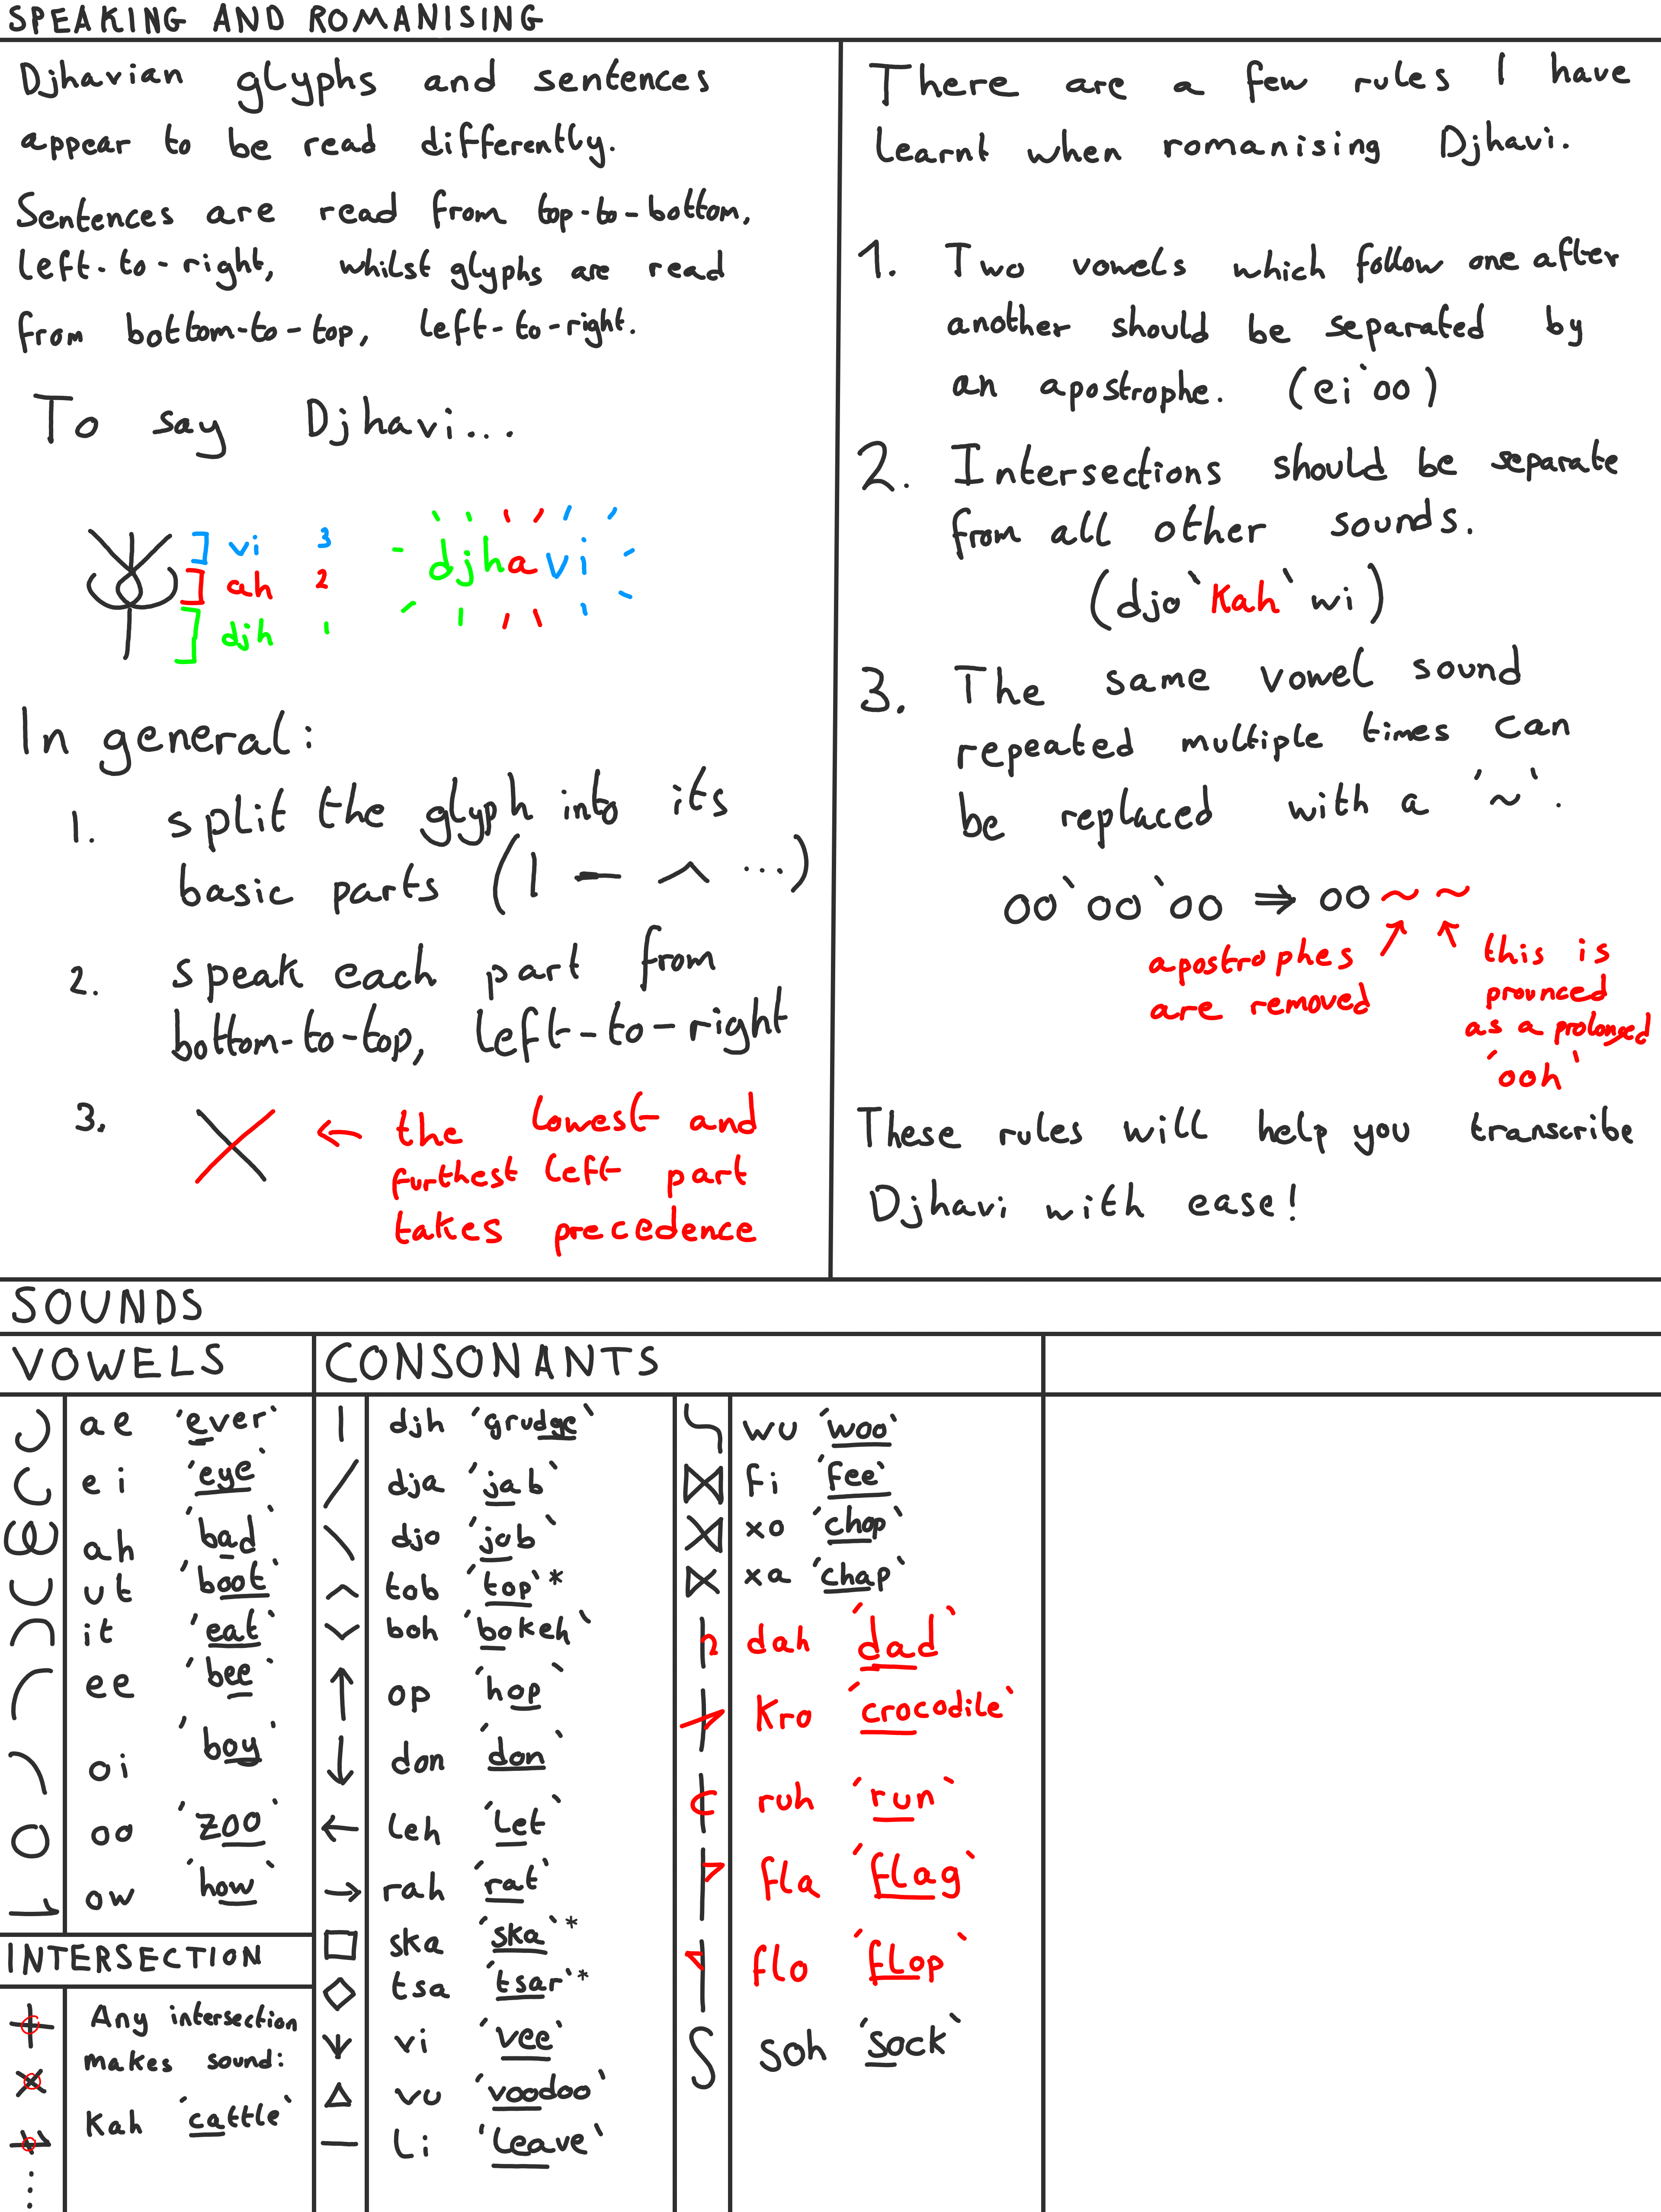 SPEAKING AND ROMANISING
Djhavian glyphs and sentences
appear to be read differently.
Sentences are read from top-to-bottom,
left-to-right, whilst glyphs are read
from bottom-to-top, left-to-right.
To say Djhavi...
vi 3
ah 2
djh 1
djhavi
In general:
1. split the glyph into its
basic parts (| — ^ ...)
2. speak each part from
bottom-to-top, left-to-right
3. ← the lowest and
furthest left part
takes precedence
There are a few rules I have
learnt when romanising Djhavi.
1. Two vowels which follow one after
another should be separated by
an apostrophe. (ei`oo)
2. Intersections should be separate
from all other sounds.
(djo`kah`wi)
3. The same vowel sound
repeated multiple times can
be replaced with a '~'.
oo`oo`oo ⇒ oo~~
apostrophes
are removed
this is
prounced
as a prolonged
'ooh'
These rules will help you transcribe
Djhavi with ease!
SOUNDS
VOWELS
ae 'ever'
ei 'eye'
ah 'bad'
ut 'boot'
it 'eat'
ee 'bee'
oi 'boy'
oo 'zoo'
ow 'how'
INTERSECTION
Any intersection
makes sound:
Kah 'cattle'
CONSONANTS
djh 'grudge'
dja 'jab'
djo 'job'
tob 'top'*
boh 'bokeh'
op 'hop'
don 'don'
leh 'let'
rah 'rat'
ska 'ska'*
tsa 'tsar'*
vi 'vee'
vu 'voodoo'
li 'leave'
wu 'woo'
fi 'fee'
xo 'chop'
xa 'chap'
dah 'dad'
kro 'crocodile'
ruh 'run'
fla 'flag'
flo 'flop'
soh 'sock'